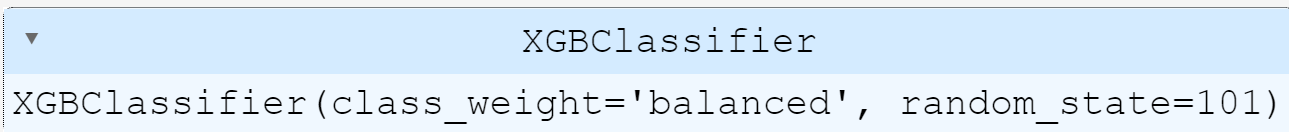 XGBClassifier
XGBClassifier(class_weight='balanced', random_state=101)